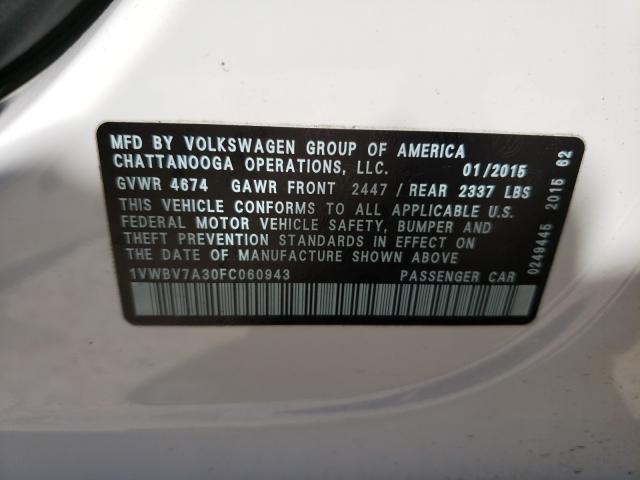 MFD BY VOLKSWAGEN GROUP OF AMERICA
CHATTANOOGA OPERATIONS, LLC. 01/2015
GVWR 4674 GAWR FRONT 2447 / REAR 2337 LBS
THIS VEHICLE CONFORMS TO ALL APPLICABLE U.S.
FEDERAL MOTOR VEHICLE SAFETY, BUMPER AND
THEFT PREVENTION STANDARDS IN EFFECT ON
THE DATE OF MANUFACTURE SHOWN ABOVE
1VWBV7A30FC060943 PASSENGER CAR
0249445 2015 62